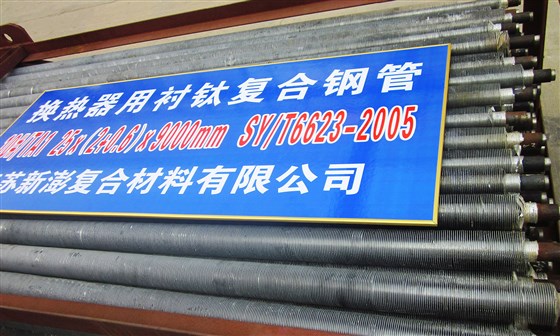 换热器用衬钛复合钢管
/TA1 25x(2+0.6)x9000mm SY/T6623-2005
苏新澎复合材料有限公司